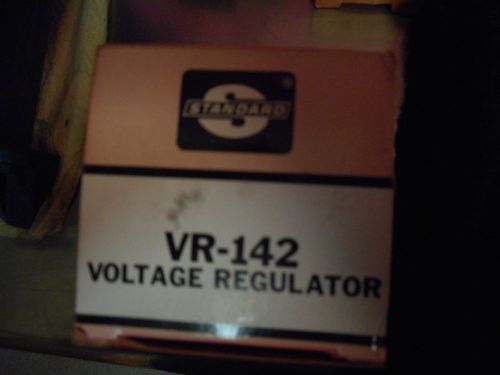 STANDARD
VR-142
VOLTAGE REGULATOR